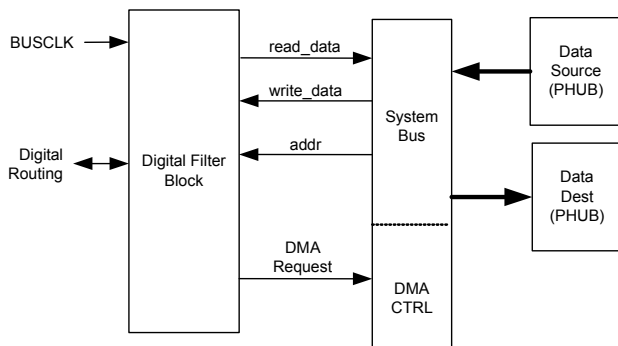 BUSCLK
Digital
Routing
Digital Filter
Block
read_data
write_data
addr
DMA
Request
System
Bus
DMA
CTRL
Data
Source
(PHUB)
Data
Dest
(PHUB)